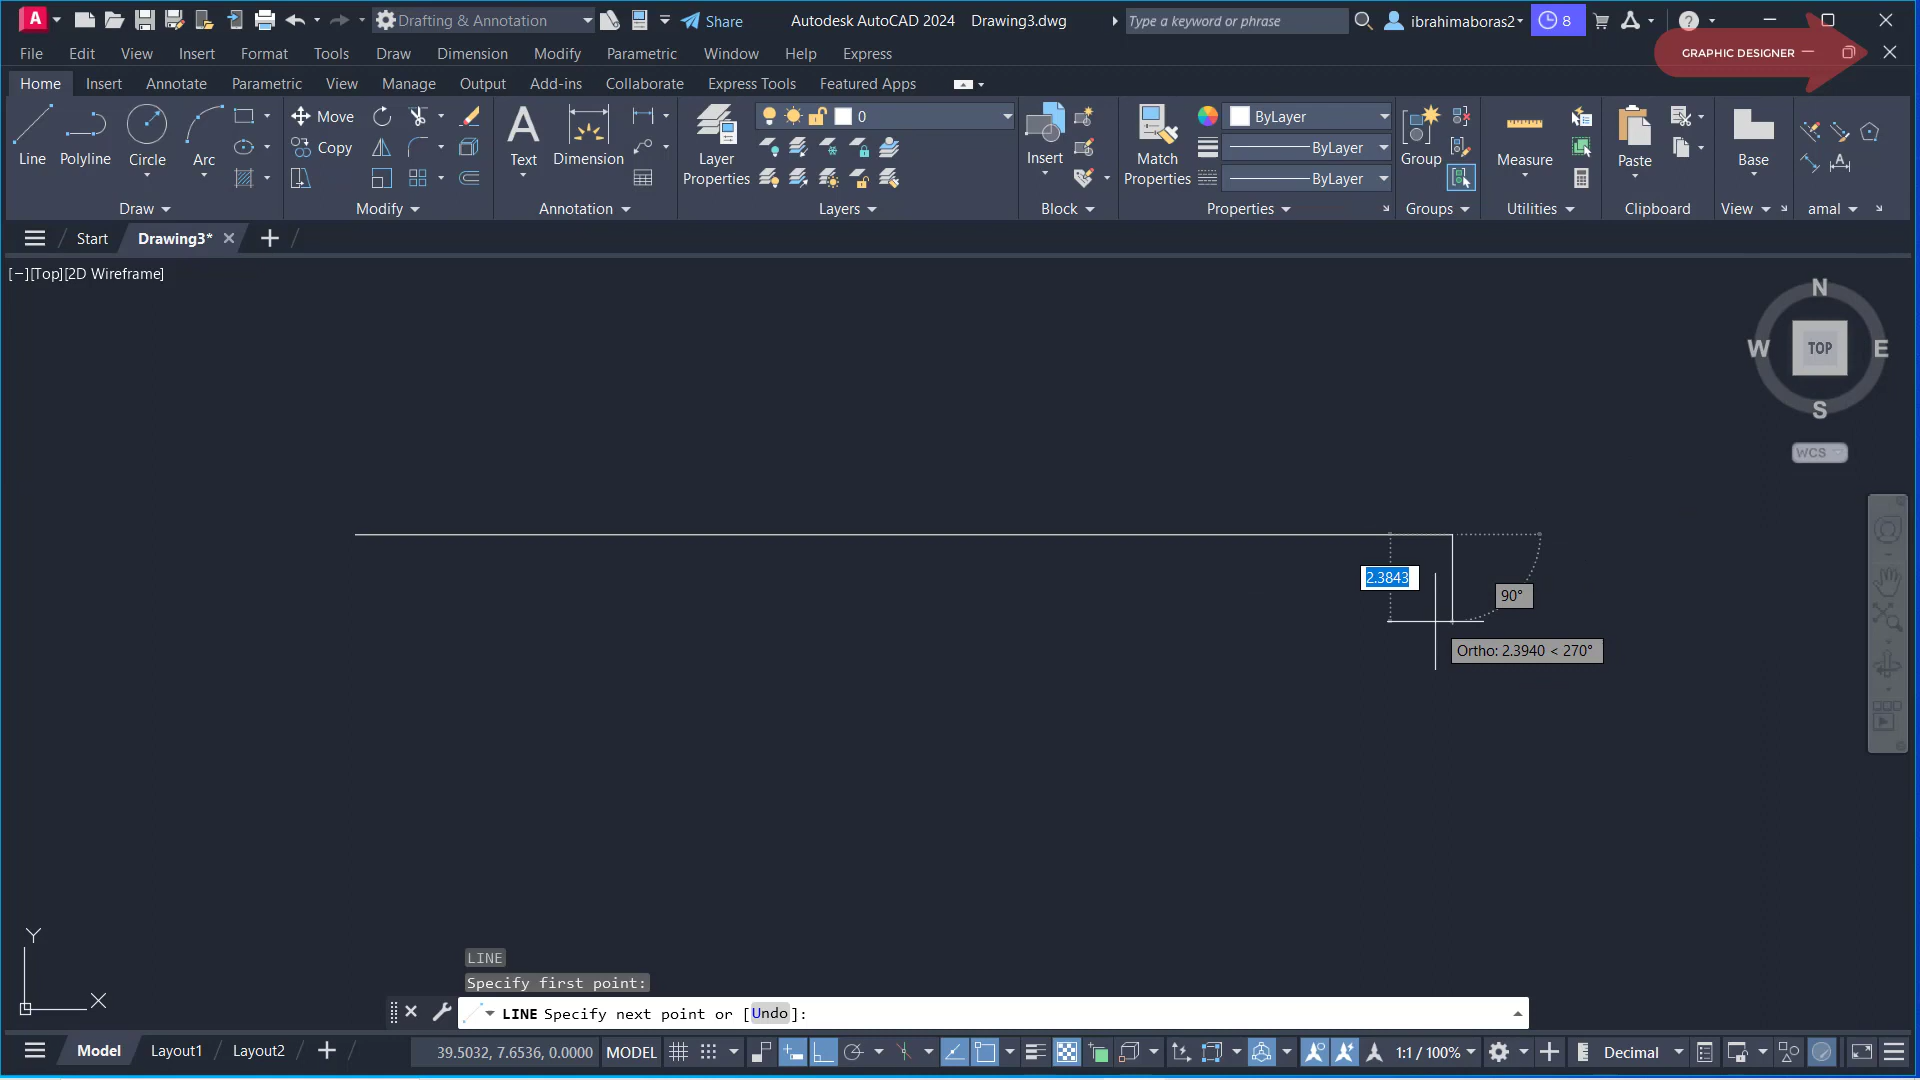 A Drafting & Annotation Share Autodesk AutoCAD 2024 Drawing3.dwg Type a keyword or phrase ibrahimaboras2 8 ?
File Edit View Insert Format Tools Draw Dimension Modify Parametric Window Help Express
GRAPHIC DESIGNER
Home Insert Annotate Parametric View Manage Output Add-ins Collaborate Express Tools Featured Apps
Move Copy
Line Polyline Circle Arc
Text Dimension
Layer Properties
0
Insert
Match Properties
ByLayer
ByLayer
ByLayer
Group
Measure
Paste
Base
Draw Modify Annotation Layers Block Properties Groups Utilities Clipboard View amal
Start Drawing3* +
[−][Top][2D Wireframe]
N
W TOP E
S
WCS
2.3843
90°
Ortho: 2.3940 < 270°
Y
X
LINE
Specify first point:
LINE Specify next point or [Undo]:
Model Layout1 Layout2 + 39.5032, 7.6536, 0.0000 MODEL 1:1 / 100% Decimal